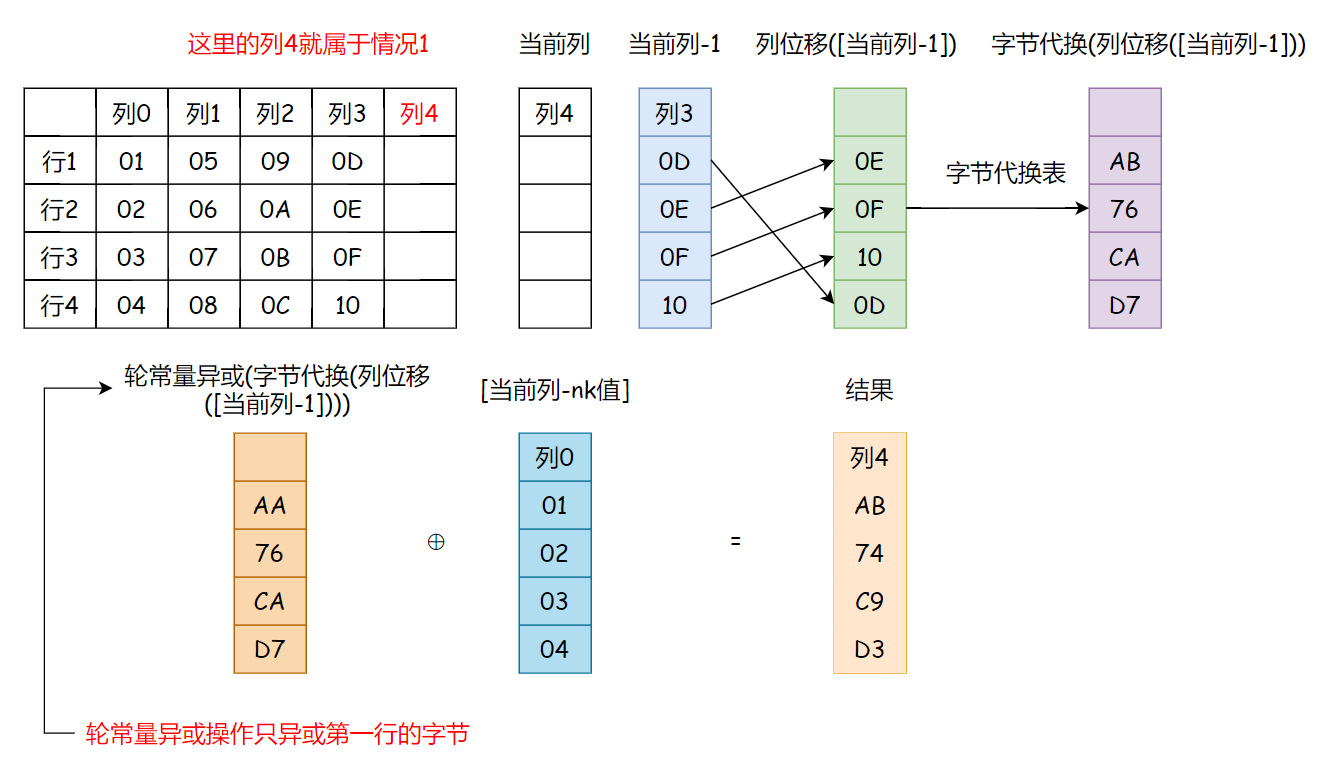 这里的列4就属于情况1 当前列 当前列-1 列位移([当前列-1]) 字节代换(列位移([当前列-1]))
列0 列1 列2 列3 列4 列4 列3
行1 01 05 09 0D 0D 0E AB
字节代换表
行2 02 06 0A 0E 0E 0F 76
行3 03 07 0B 0F 0F 10 CA
行4 04 08 0C 10 10 0D D7
轮常量异或(字节代换(列位移
([当前列-1])))
[当前列-nk值] 结果
列0 列4
AA 01 AB
76 ⊕ 02 = 74
CA 03 C9
D7 04 D3
轮常量异或操作只异或第一行的字节